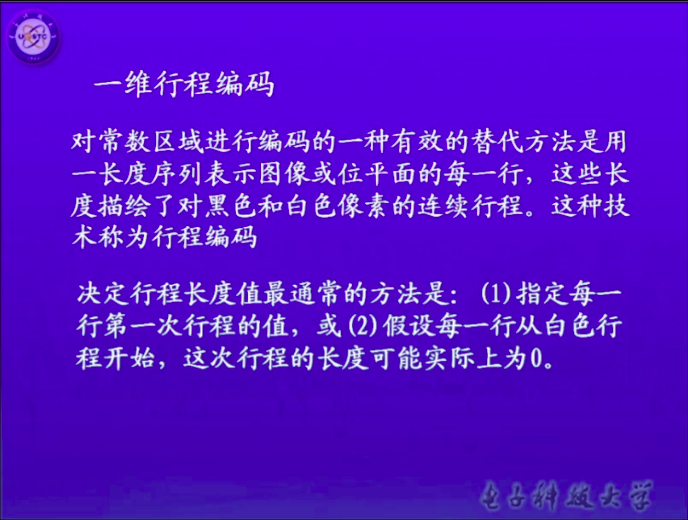 一维行程编码
对常数区域进行编码的一种有效的替代方法是用
一长度序列表示图像或位平面的每一行，这些长
度描绘了对黑色和白色像素的连续行程。这种技
术称为行程编码
决定行程长度值最通常的方法是：(1)指定每一
行第一次行程的值，或(2)假设每一行从白色行
程开始，这次行程的长度可能实际上为0。
电子科技大学